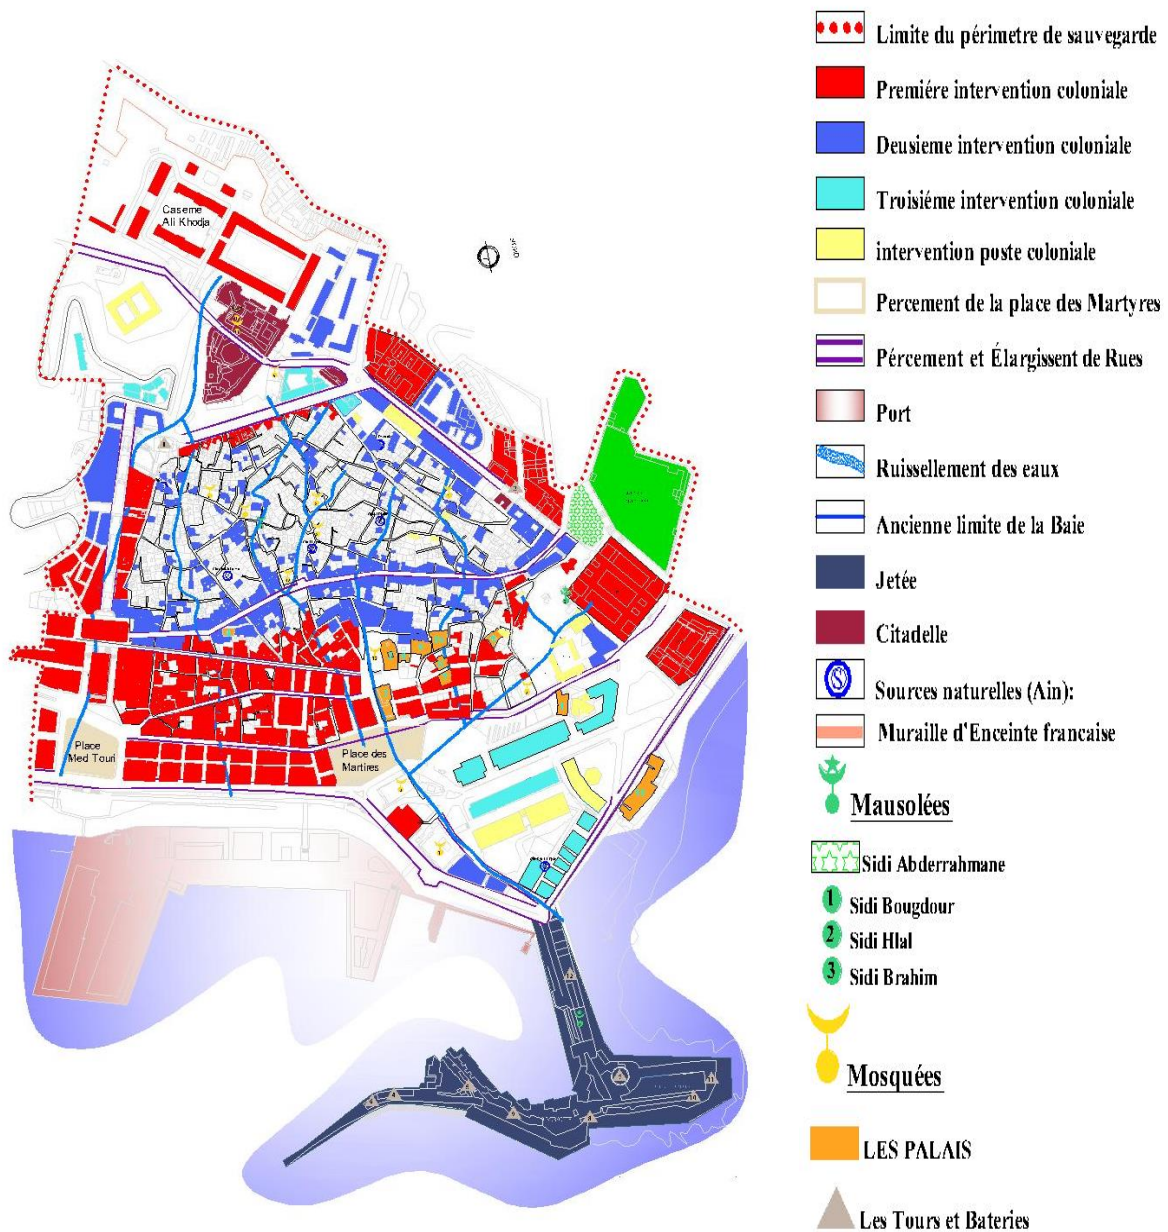 Limite du périmetre de sauvegarde
Premiére intervention coloniale
Deusieme intervention coloniale
Troisiéme intervention coloniale
intervention poste coloniale
Percement de la place des Martyres
Pércement et Élargissent de Rues
Port
Ruissellement des eaux
Ancienne limite de la Baie
Jetée
Citadelle
S Sources naturelles (Ain):
Muraille d'Enceinte francaise
Mausolées
Sidi Abderrahmane
1 Sidi Bougdour
2 Sidi Hlal
3 Sidi Brahim
Mosquées
LES PALAIS
Les Tours et Bateries
Caserne
Ali Khodja
Place
Med Touri
Place des
Martires